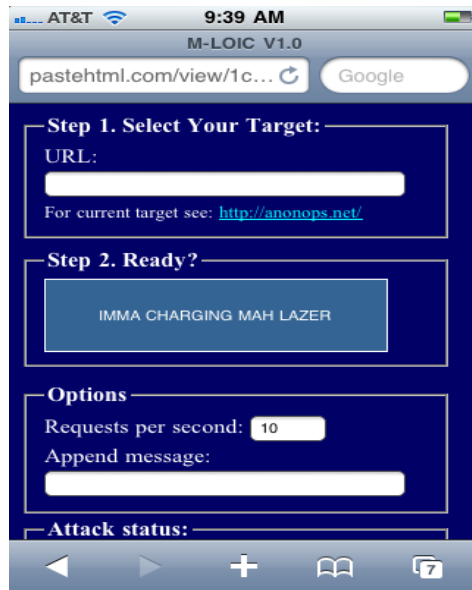 AT&T 9:39 AM
M-LOIC V1.0
pastehtml.com/view/1c... Google
Step 1. Select Your Target:
URL:
For current target see: http://anonops.net/
Step 2. Ready?
IMMA CHARGING MAH LAZER
Options
Requests per second: 10
Append message:
Attack status:
7